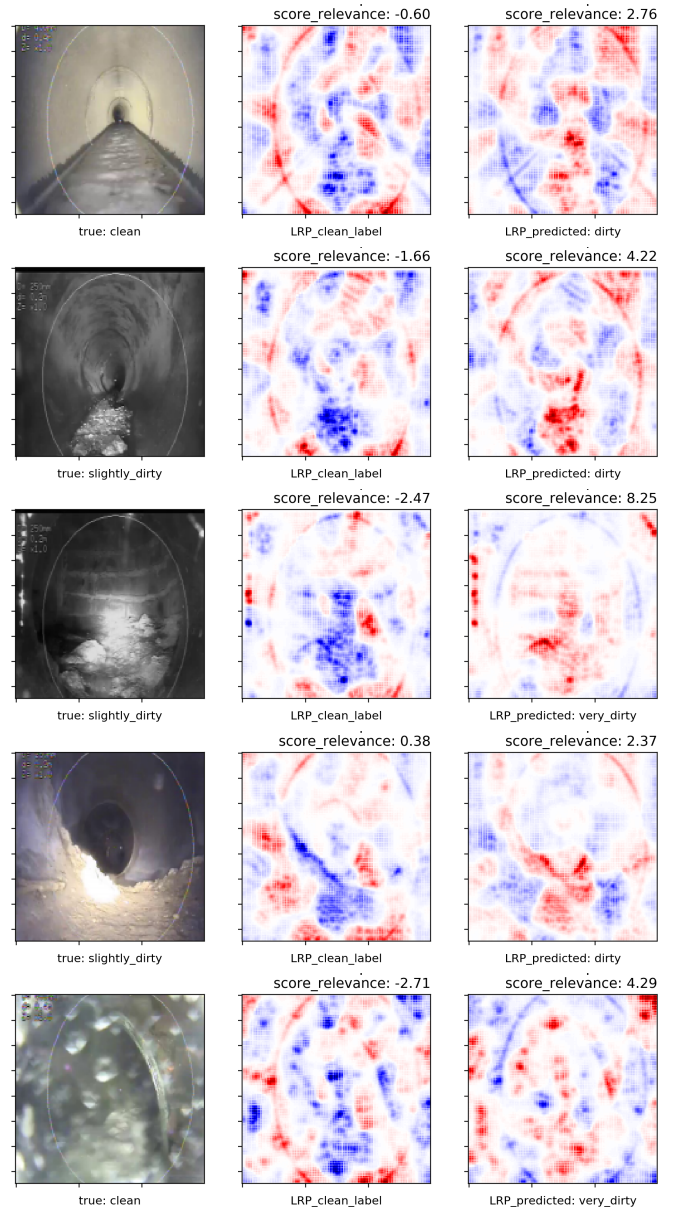 score_relevance: -0.60
score_relevance: 2.76
true: clean
LRP_clean_label
LRP_predicted: dirty
score_relevance: -1.66
score_relevance: 4.22
true: slightly_dirty
LRP_clean_label
LRP_predicted: dirty
score_relevance: -2.47
score_relevance: 8.25
true: slightly_dirty
LRP_clean_label
LRP_predicted: very_dirty
score_relevance: 0.38
score_relevance: 2.37
true: slightly_dirty
LRP_clean_label
LRP_predicted: dirty
score_relevance: -2.71
score_relevance: 4.29
true: clean
LRP_clean_label
LRP_predicted: very_dirty